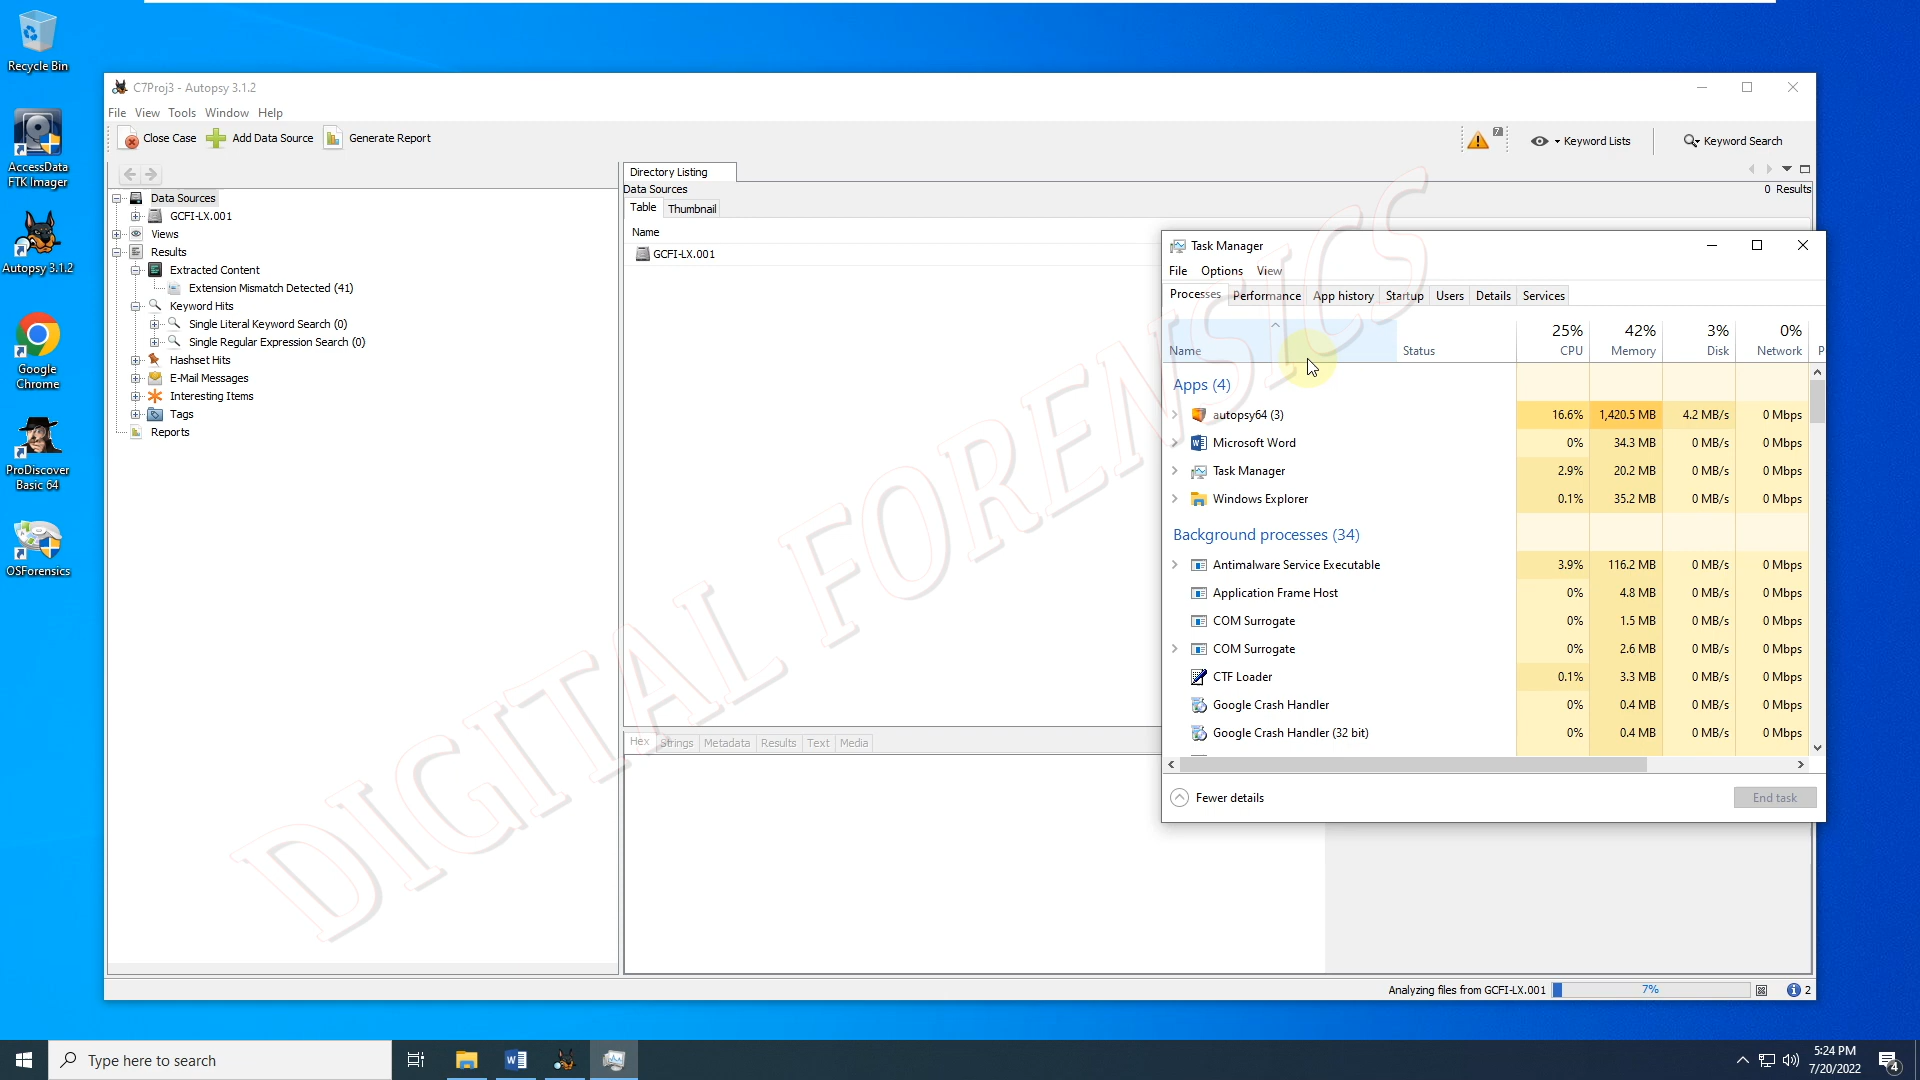 Recycle Bin
AccessData
FTK Imager
Autopsy 3.1.2
Google
Chrome
ProDiscover
Basic 64
OSForensics
C7Proj3 - Autopsy 3.1.2
File View Tools Window Help
Close Case Add Data Source Generate Report
7
Keyword Lists Keyword Search
Data Sources
GCFI-LX.001
Views
Results
Extracted Content
Extension Mismatch Detected (41)
Keyword Hits
Single Literal Keyword Search (0)
Single Regular Expression Search (0)
Hashset Hits
E-Mail Messages
Interesting Items
Tags
Reports
Directory Listing
Data Sources 0 Results
Table Thumbnail
Name
GCFI-LX.001
Hex Strings Metadata Results Text Media
Task Manager
File Options View
Processes Performance App history Startup Users Details Services
25% 42% 3% 0%
Name Status CPU Memory Disk Network P
Apps (4)
autopsy64 (3) 16.6% 1,420.5 MB 4.2 MB/s 0 Mbps
Microsoft Word 0% 34.3 MB 0 MB/s 0 Mbps
Task Manager 2.9% 20.2 MB 0 MB/s 0 Mbps
Windows Explorer 0.1% 35.2 MB 0 MB/s 0 Mbps
Background processes (34)
Antimalware Service Executable 3.9% 116.2 MB 0 MB/s 0 Mbps
Application Frame Host 0% 4.8 MB 0 MB/s 0 Mbps
COM Surrogate 0% 1.5 MB 0 MB/s 0 Mbps
COM Surrogate 0% 2.6 MB 0 MB/s 0 Mbps
CTF Loader 0.1% 3.3 MB 0 MB/s 0 Mbps
Google Crash Handler 0% 0.4 MB 0 MB/s 0 Mbps
Google Crash Handler (32 bit) 0% 0.4 MB 0 MB/s 0 Mbps
Fewer details End task
DIGITAL FORENSICS
Analyzing files from GCFI-LX.001 7% 2
Type here to search
5:24 PM
7/20/2022
4